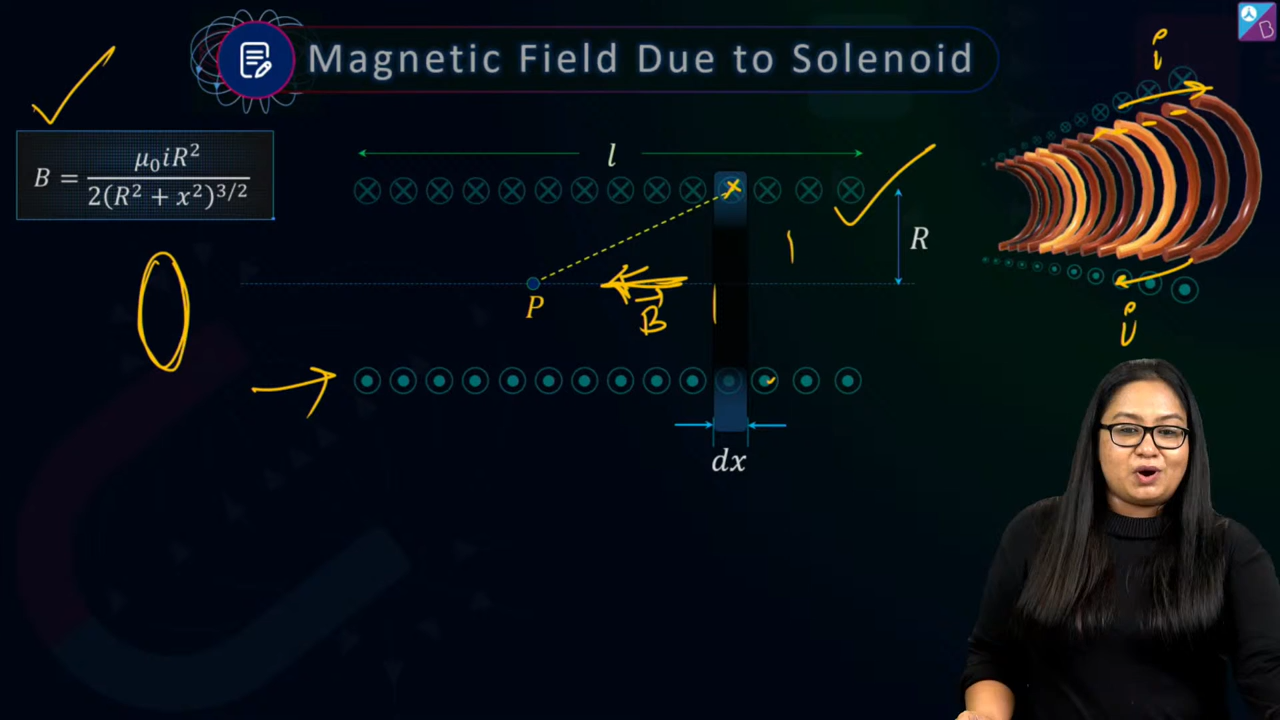 Magnetic Field Due to Solenoid
B = μ₀iR² / 2(R² + x²)^3/2
l
R
P
B
dx
i
i
B